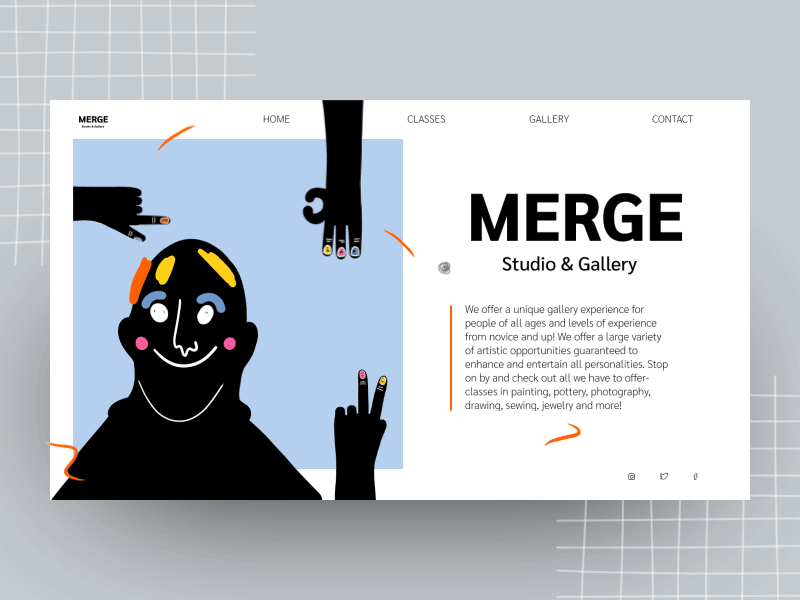 MERGE
Studio & Gallery
HOME
CLASSES
GALLERY
CONTACT
MERGE
Studio & Gallery
We offer a unique gallery experience for
people of all ages and levels of experience
from novice and up! We offer a large variety
of artistic opportunities guaranteed to
enhance and entertain all personalities. Stop
on by and check out all we have to offer-
classes in painting, pottery, photography,
drawing, sewing, jewelry and more!